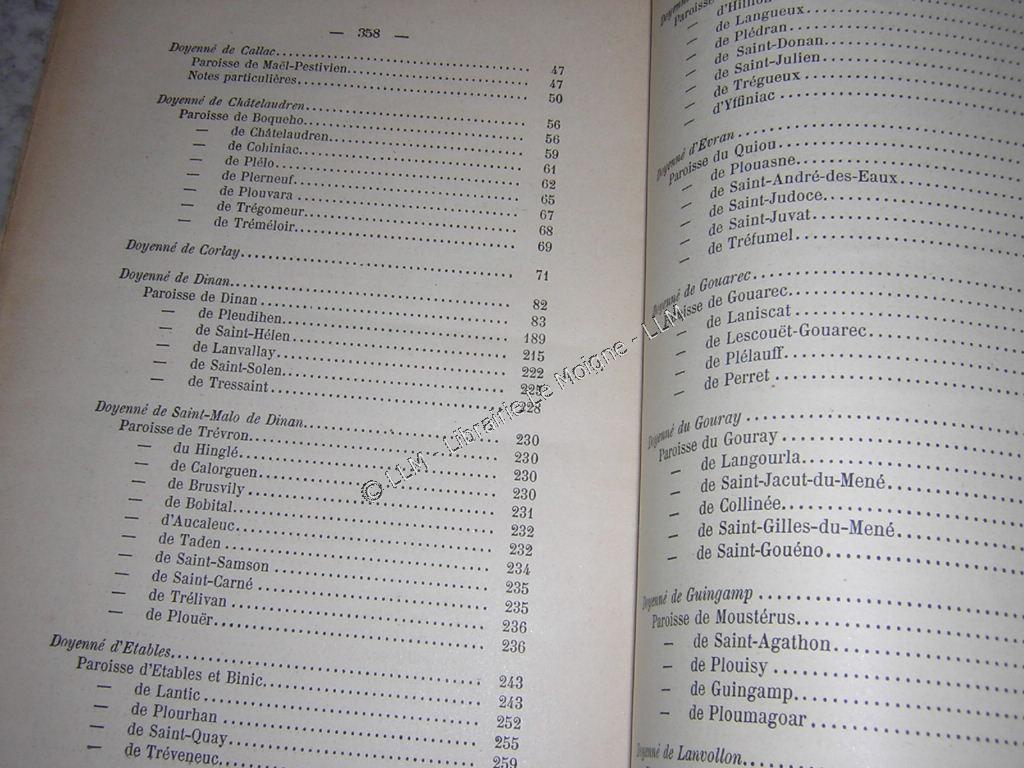 — 358 —
Doyenné de Callac 47
Paroisse de Maël-Pestivien 47
Notes particulières 50
Doyenné de Châtelaudren 56
Paroisse de Boqueho 56
— de Châtelaudren 59
— de Cohiniac 61
— de Plélo 62
— de Plerneuf 65
— de Plouvara 67
— de Trégomeur 68
— de Tréméloir 69
Doyenné de Corlay 71
Doyenné de Dinan 82
Paroisse de Dinan 83
— de Pleudihen 189
— de Saint-Hélen 215
— de Lanvallay 222
— de Saint-Solen
— de Tressaint 228
Doyenné de Saint-Malo de Dinan 230
Paroisse de Trévron 230
— du Hinglé 230
— de Calorguen 230
— de Brusvily 231
— de Bobital 232
— d'Aucaleuc 232
— de Taden 234
— de Saint-Samson 235
— de Saint-Carné 235
— de Trélivan 236
— de Plouër 236
Doyenné d'Etables 243
Paroisse d'Etables et Binic 243
— de Lantic 252
— de Plourhan 255
— de Saint-Quay 259
— de Tréveneuc
Paroisse d'Hillion
— de Langueux
— de Plédran
— de Saint-Donan
— de Saint-Julien
— de Trégueux
— d'Yffiniac
Doyenné d'Evran
Paroisse du Quiou
— de Plouasne
— de Saint-André-des-Eaux
— de Saint-Judoce
— de Saint-Juvat
— de Tréfumel
Doyenné de Gouarec
Paroisse de Gouarec
— de Laniscat
— de Lescouët-Gouarec
— de Plélauff
— de Perret
Doyenné du Gouray
Paroisse du Gouray
— de Langourla
— de Saint-Jacut-du-Mené
— de Collinée
— de Saint-Gilles-du-Mené
— de Saint-Gouéno
Doyenné de Guingamp
Paroisse de Moustérus
— de Saint-Agathon
— de Plouisy
— de Guingamp
— de Ploumagoar
Doyenné de Lanvollon
© LLM - Librairie Le Moigne - LLM